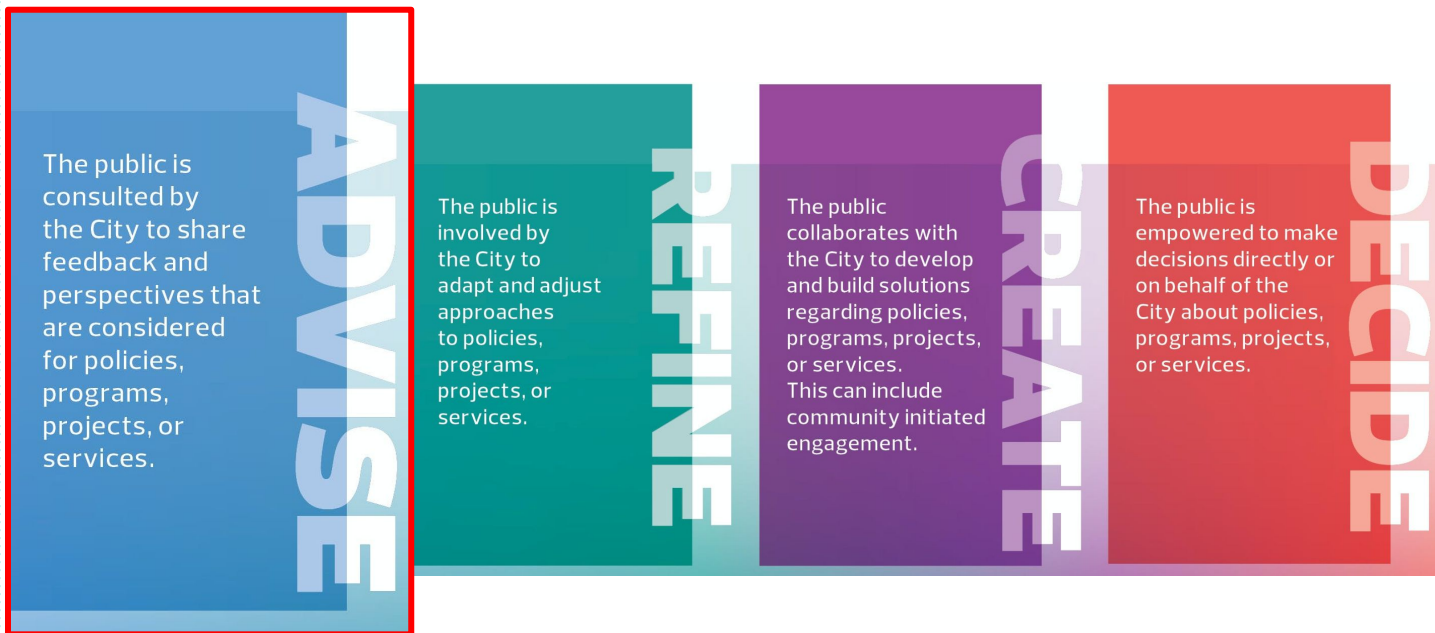 The public is
consulted by
the City to share
feedback and
perspectives that
are considered
for policies,
programs,
projects, or
services.
ADVISE
The public is
involved by
the City to
adapt and adjust
approaches
to policies,
programs,
projects, or
services.
REFINE
The public
collaborates with
the City to develop
and build solutions
regarding policies,
programs, projects,
or services.
This can include
community initiated
engagement.
CREATE
The public is
empowered to make
decisions directly or
on behalf of the
City about policies,
programs, projects,
or services.
DECIDE